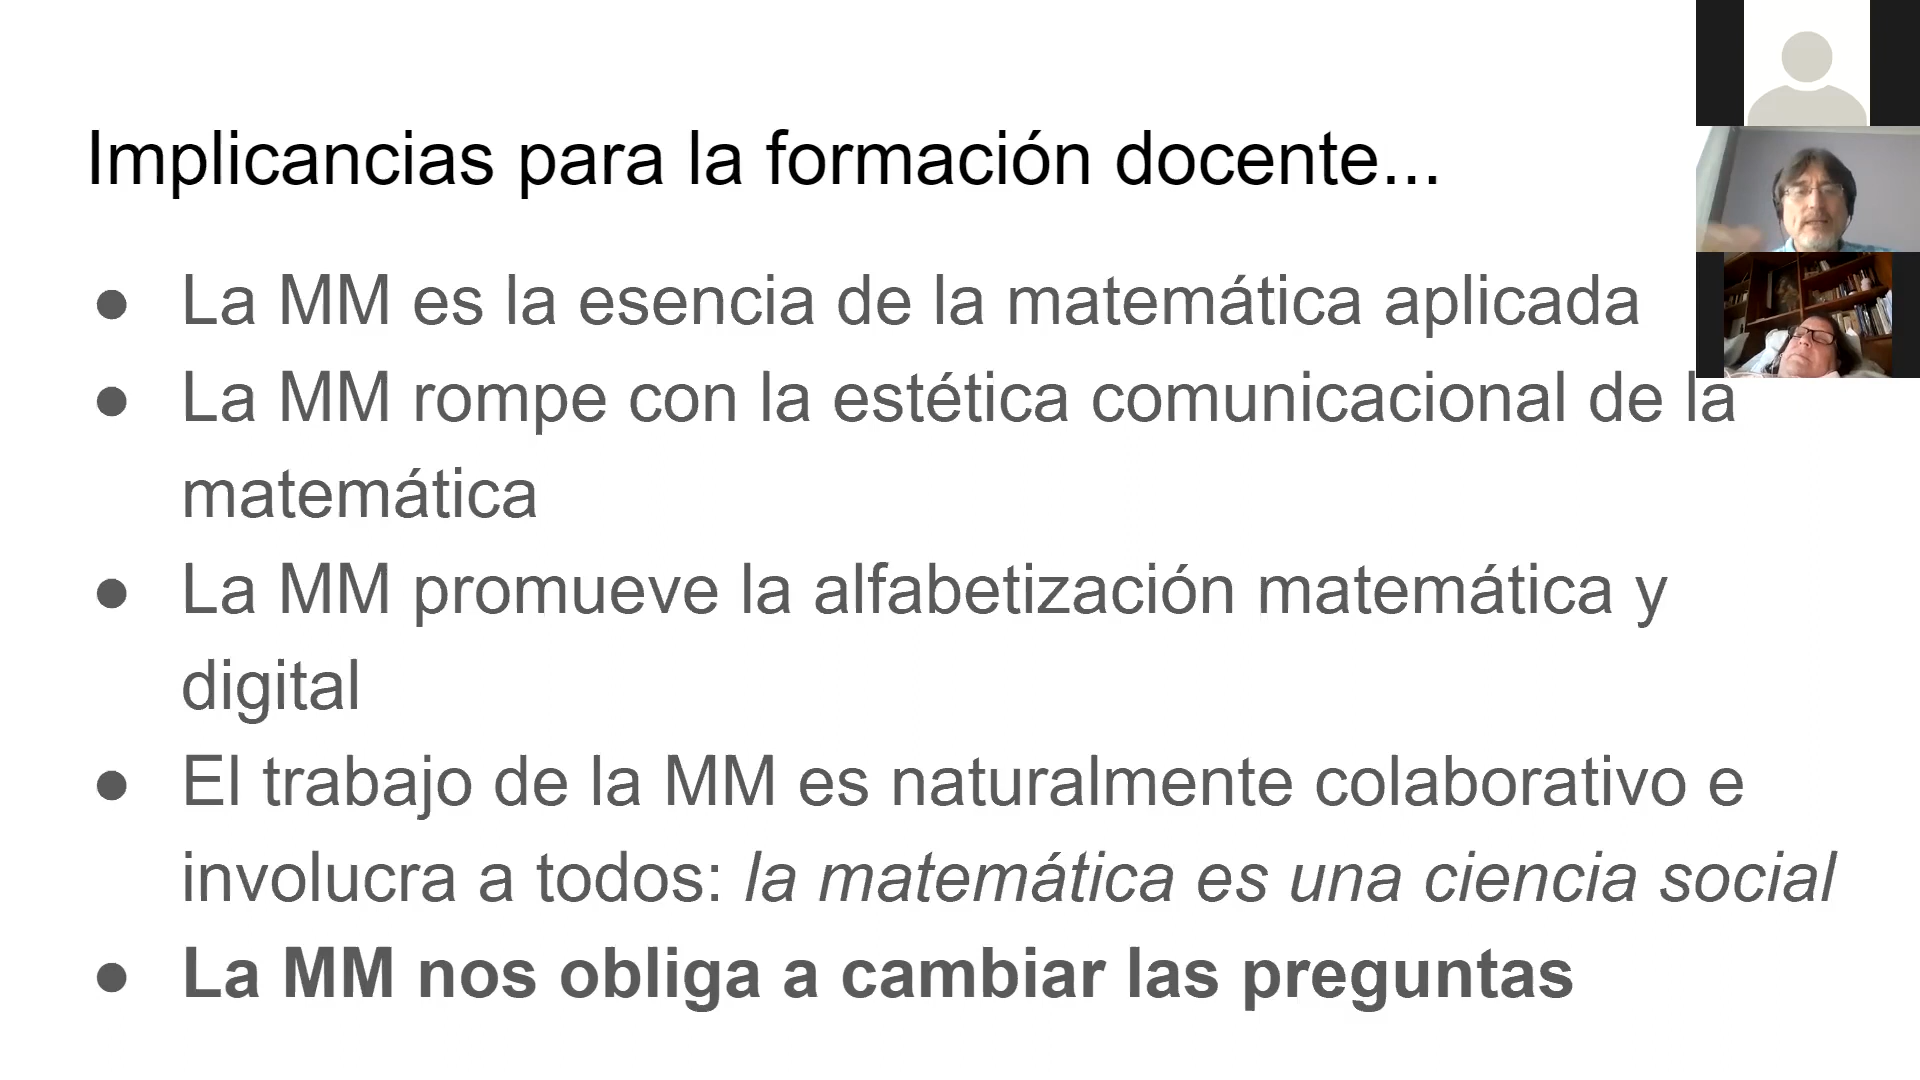 Implicancias para la formación docente...
● La MM es la esencia de la matemática aplicada
● La MM rompe con la estética comunicacional de la
matemática
● La MM promueve la alfabetización matemática y
digital
● El trabajo de la MM es naturalmente colaborativo e
involucra a todos: la matemática es una ciencia social
● La MM nos obliga a cambiar las preguntas